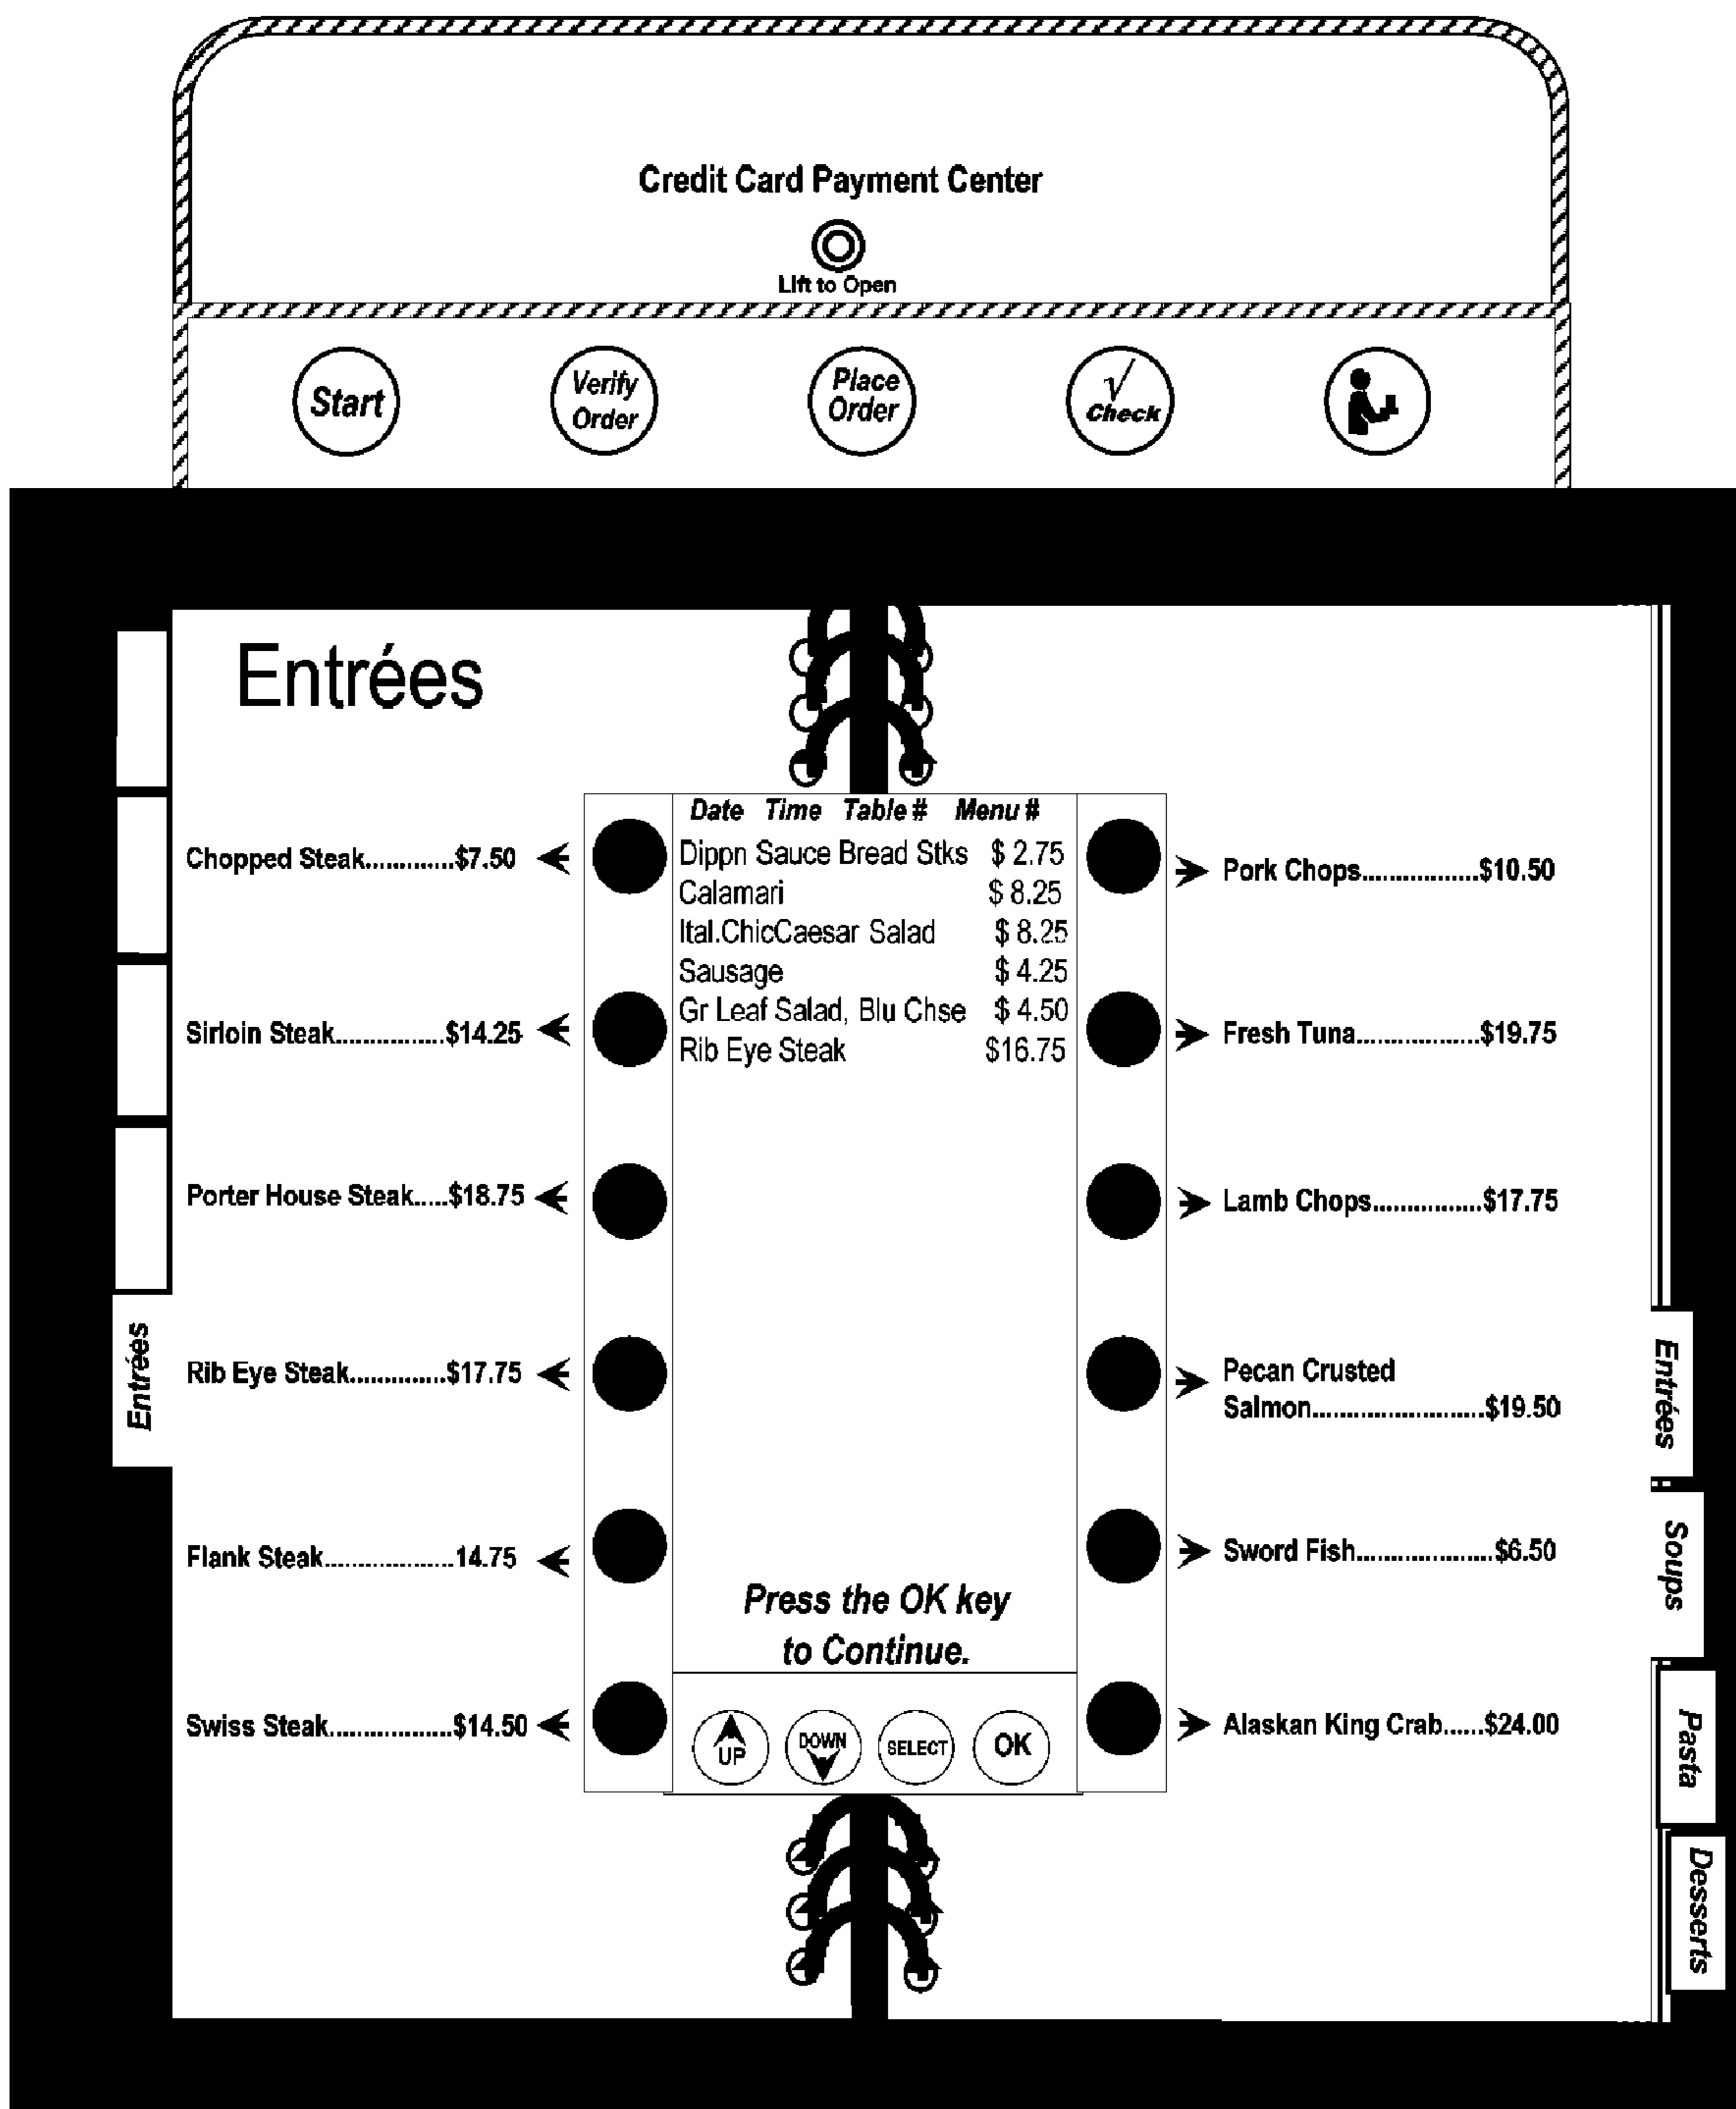 Credit Card Payment Center
Lift to Open
Start
Verify
Order
Place
Order
√
Check
Entrées
Date Time Table # Menu #
Dippn Sauce Bread Stks $ 2.75
Calamari $ 8.25
Ital.ChicCaesar Salad $ 8.25
Sausage $ 4.25
Gr Leaf Salad, Blu Chse $ 4.50
Rib Eye Steak $16.75
Press the OK key
to Continue.
UP
DOWN
SELECT
OK
Chopped Steak.............$7.50
Sirloin Steak................$14.25
Porter House Steak.....$18.75
Rib Eye Steak..............$17.75
Flank Steak...................14.75
Swiss Steak..................$14.50
Pork Chops.................$10.50
Fresh Tuna..................$19.75
Lamb Chops................$17.75
Pecan Crusted
Salmon.........................$19.50
Sword Fish....................$6.50
Alaskan King Crab......$24.00
Entrées
Entrées
Soups
Pasta
Desserts